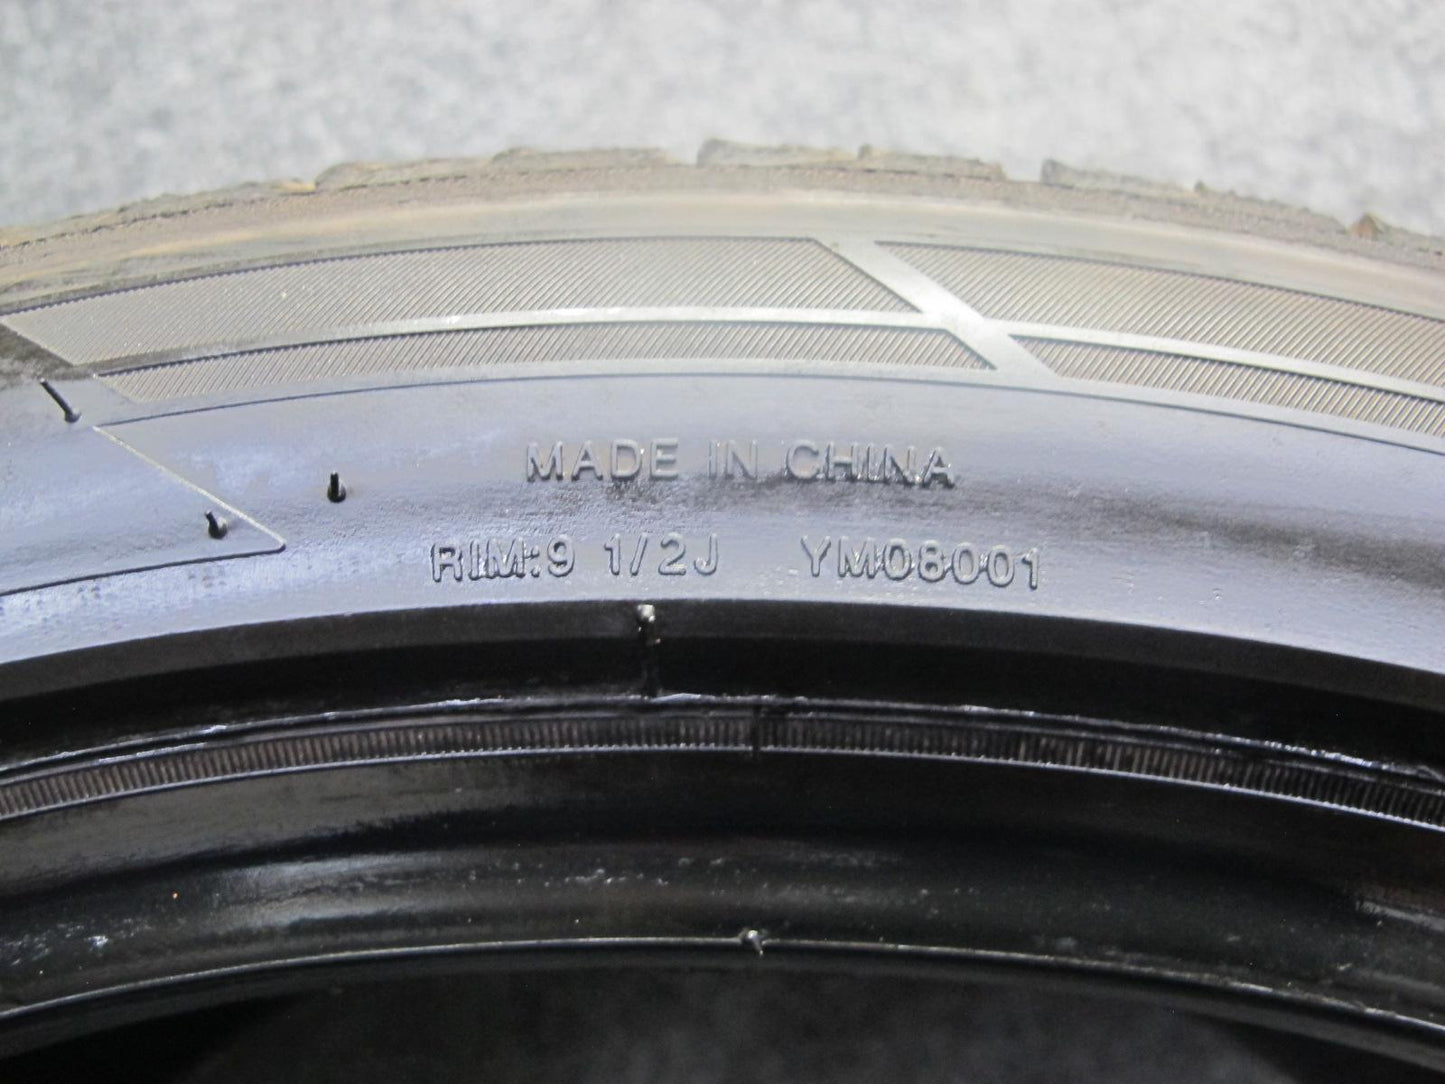 MADE IN CHINA
RIM:9 1/2J YM08001